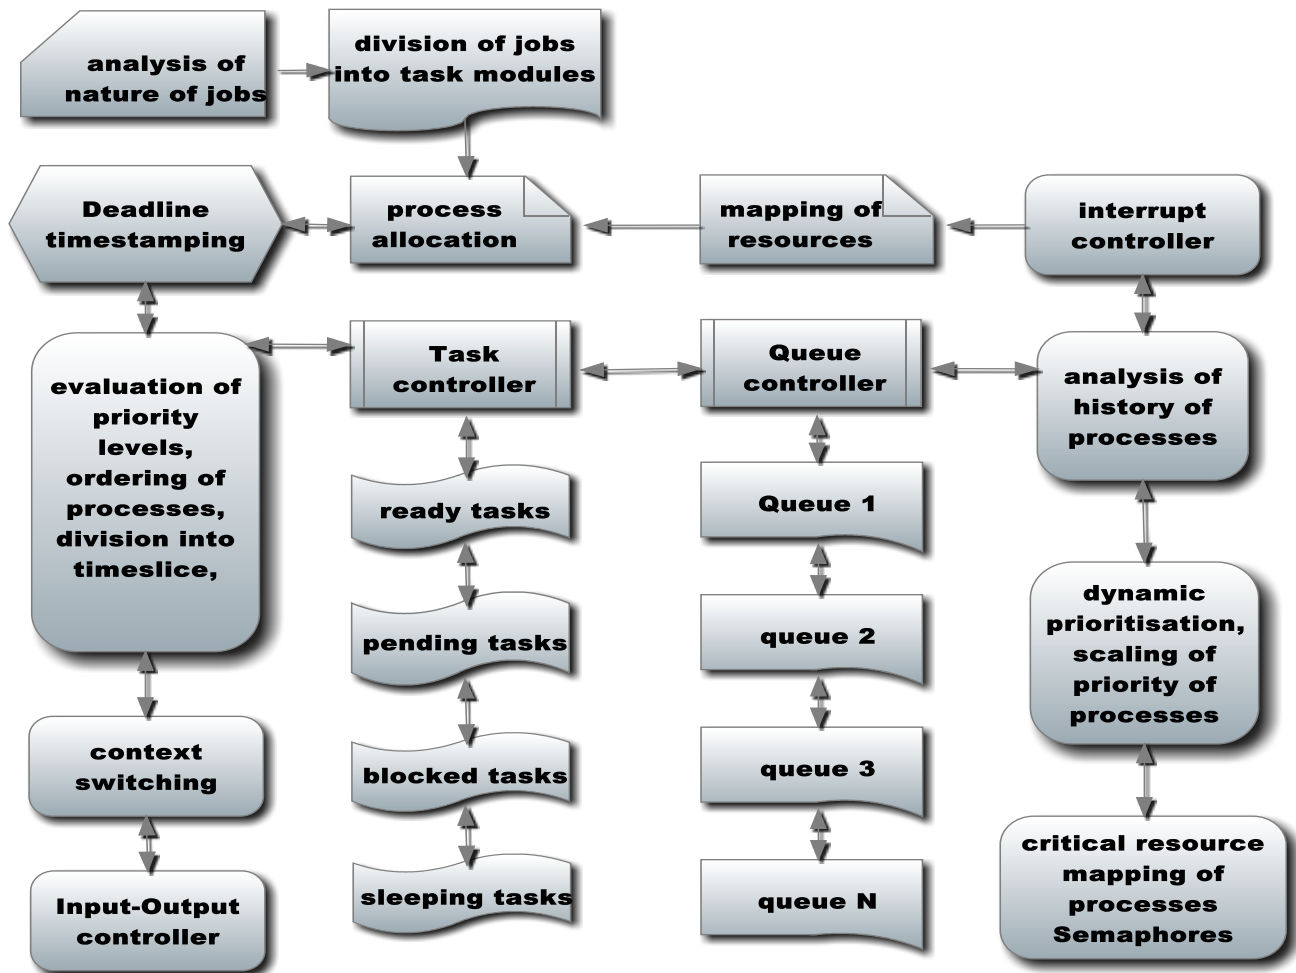 analysis of
nature of jobs
division of jobs
into task modules
Deadline
timestamping
process
allocation
mapping of
resources
interrupt
controller
evaluation of
priority
levels,
ordering of
processes,
division into
timeslice,
Task
controller
Queue
controller
analysis of
history of
processes
ready tasks
Queue 1
pending tasks
queue 2
dynamic
prioritisation,
scaling of
priority of
processes
context
switching
blocked tasks
queue 3
Input-Output
controller
sleeping tasks
queue N
critical resource
mapping of
processes
Semaphores